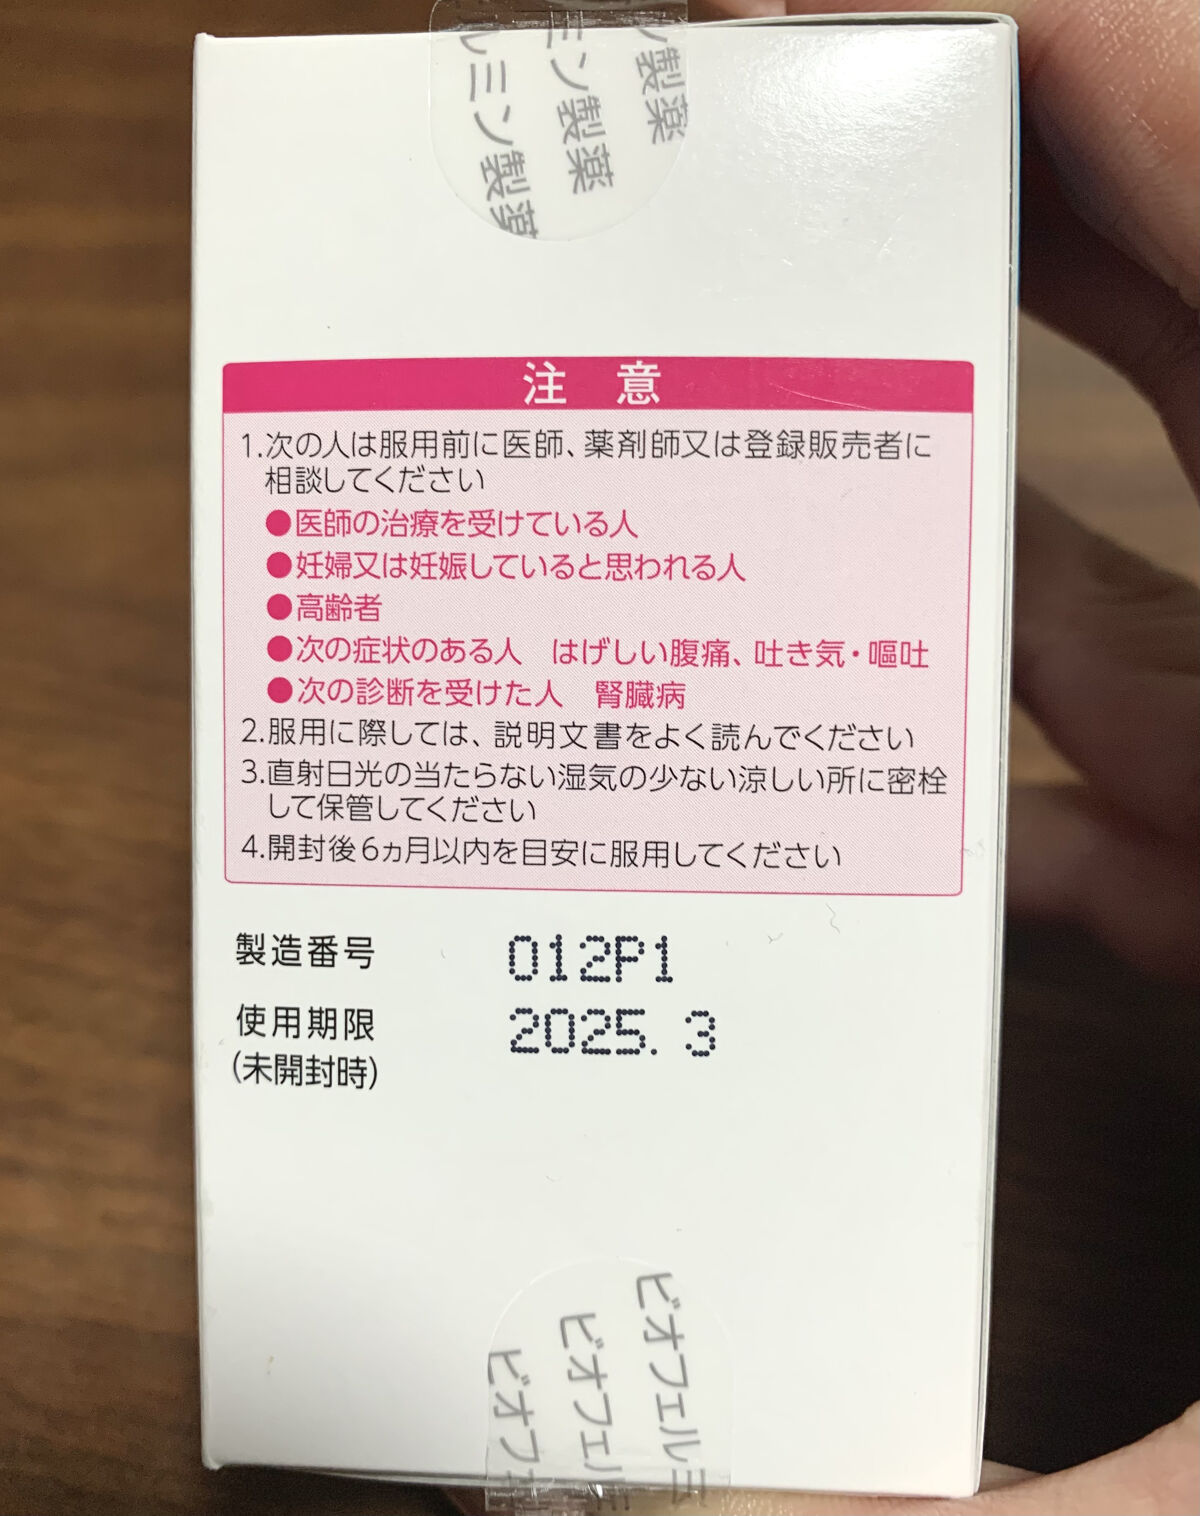 ン製薬
ミン製薬
ルミン製薬
注 意
1.次の人は服用前に医師、薬剤師又は登録販売者に
相談してください
●医師の治療を受けている人
●妊婦又は妊娠していると思われる人
●高齢者
●次の症状のある人 はげしい腹痛、吐き気・嘔吐
●次の診断を受けた人 腎臓病
2.服用に際しては、説明文書をよく読んでください
3.直射日光の当たらない湿気の少ない涼しい所に密栓
して保管してください
4.開封後6ヵ月以内を目安に服用してください
製造番号 012P1
使用期限 2025. 3
(未開封時)
ビオフェルミ
ビオフェル
ビオフ